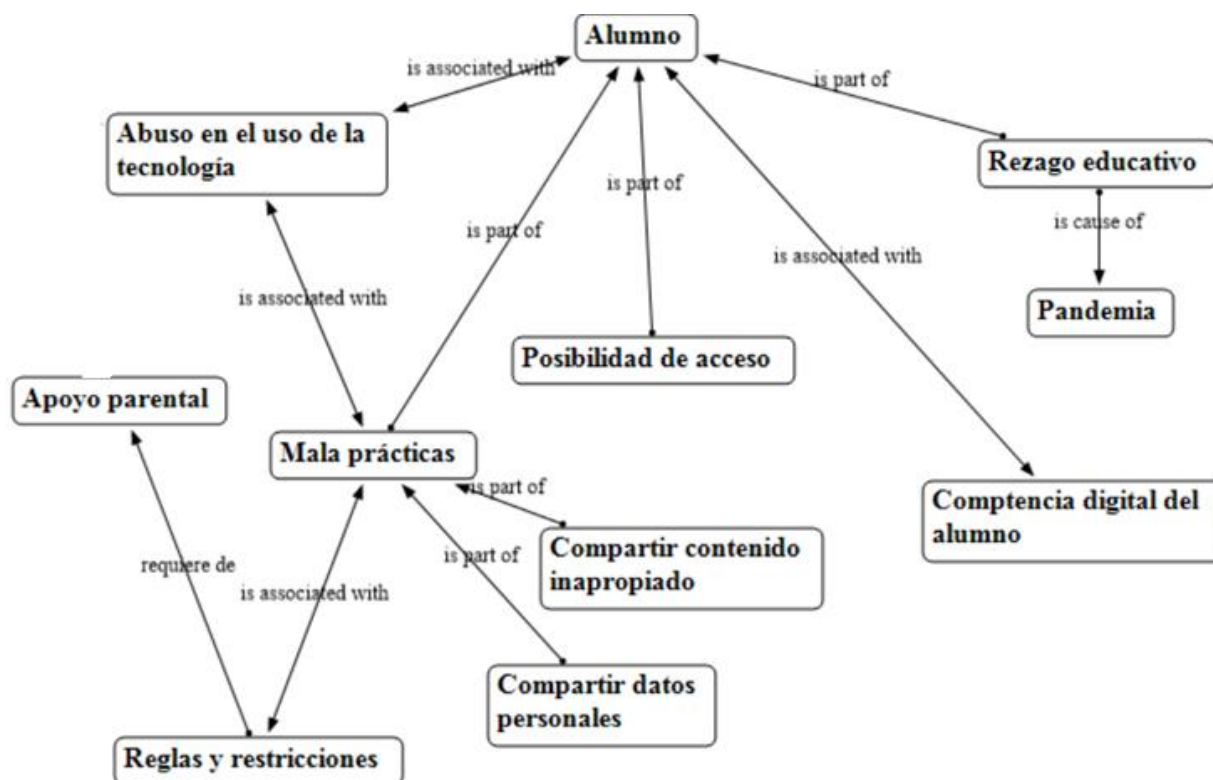 Alumno
is associated with
is part of
Abuso en el uso de la
tecnología
Rezago educativo
is part of
is cause of
is part of
is associated with
is associated with
Pandemia
Posibilidad de acceso
Apoyo parental
Mala prácticas
is part of
Comptencia digital del
alumno
Compartir contenido
inapropiado
is part of
requiere de
is associated with
Compartir datos
personales
Reglas y restricciones